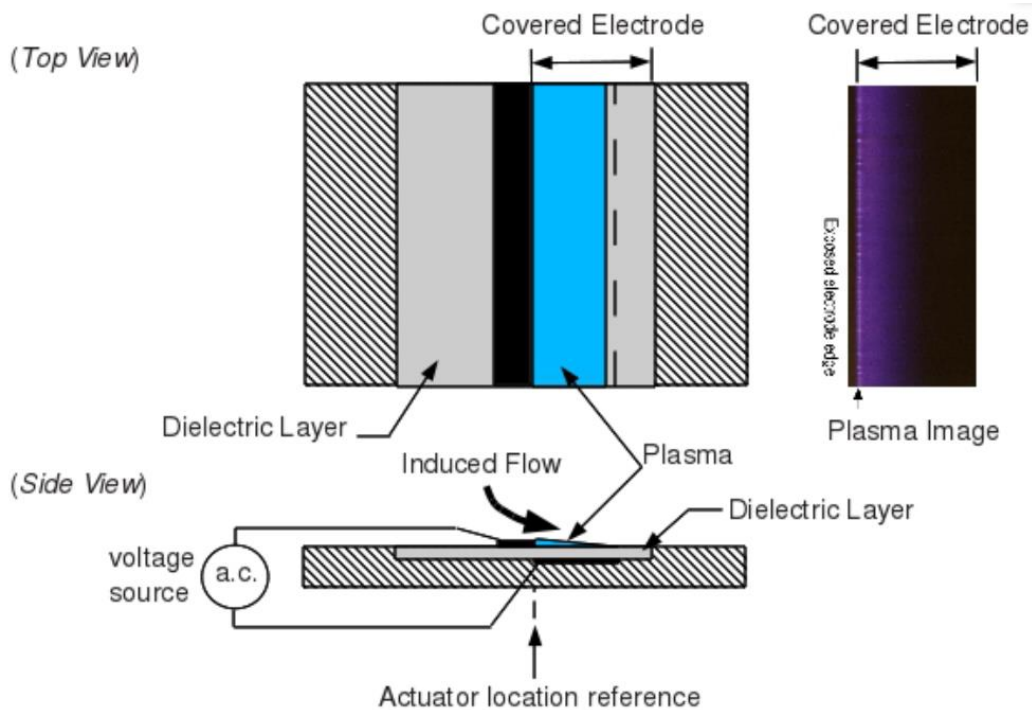 Covered Electrode
Covered Electrode
(Top View)
Exposed electrode edge
Dielectric Layer
Plasma Image
Induced Flow
Plasma
(Side View)
Dielectric Layer
voltage
source
a.c.
Actuator location reference